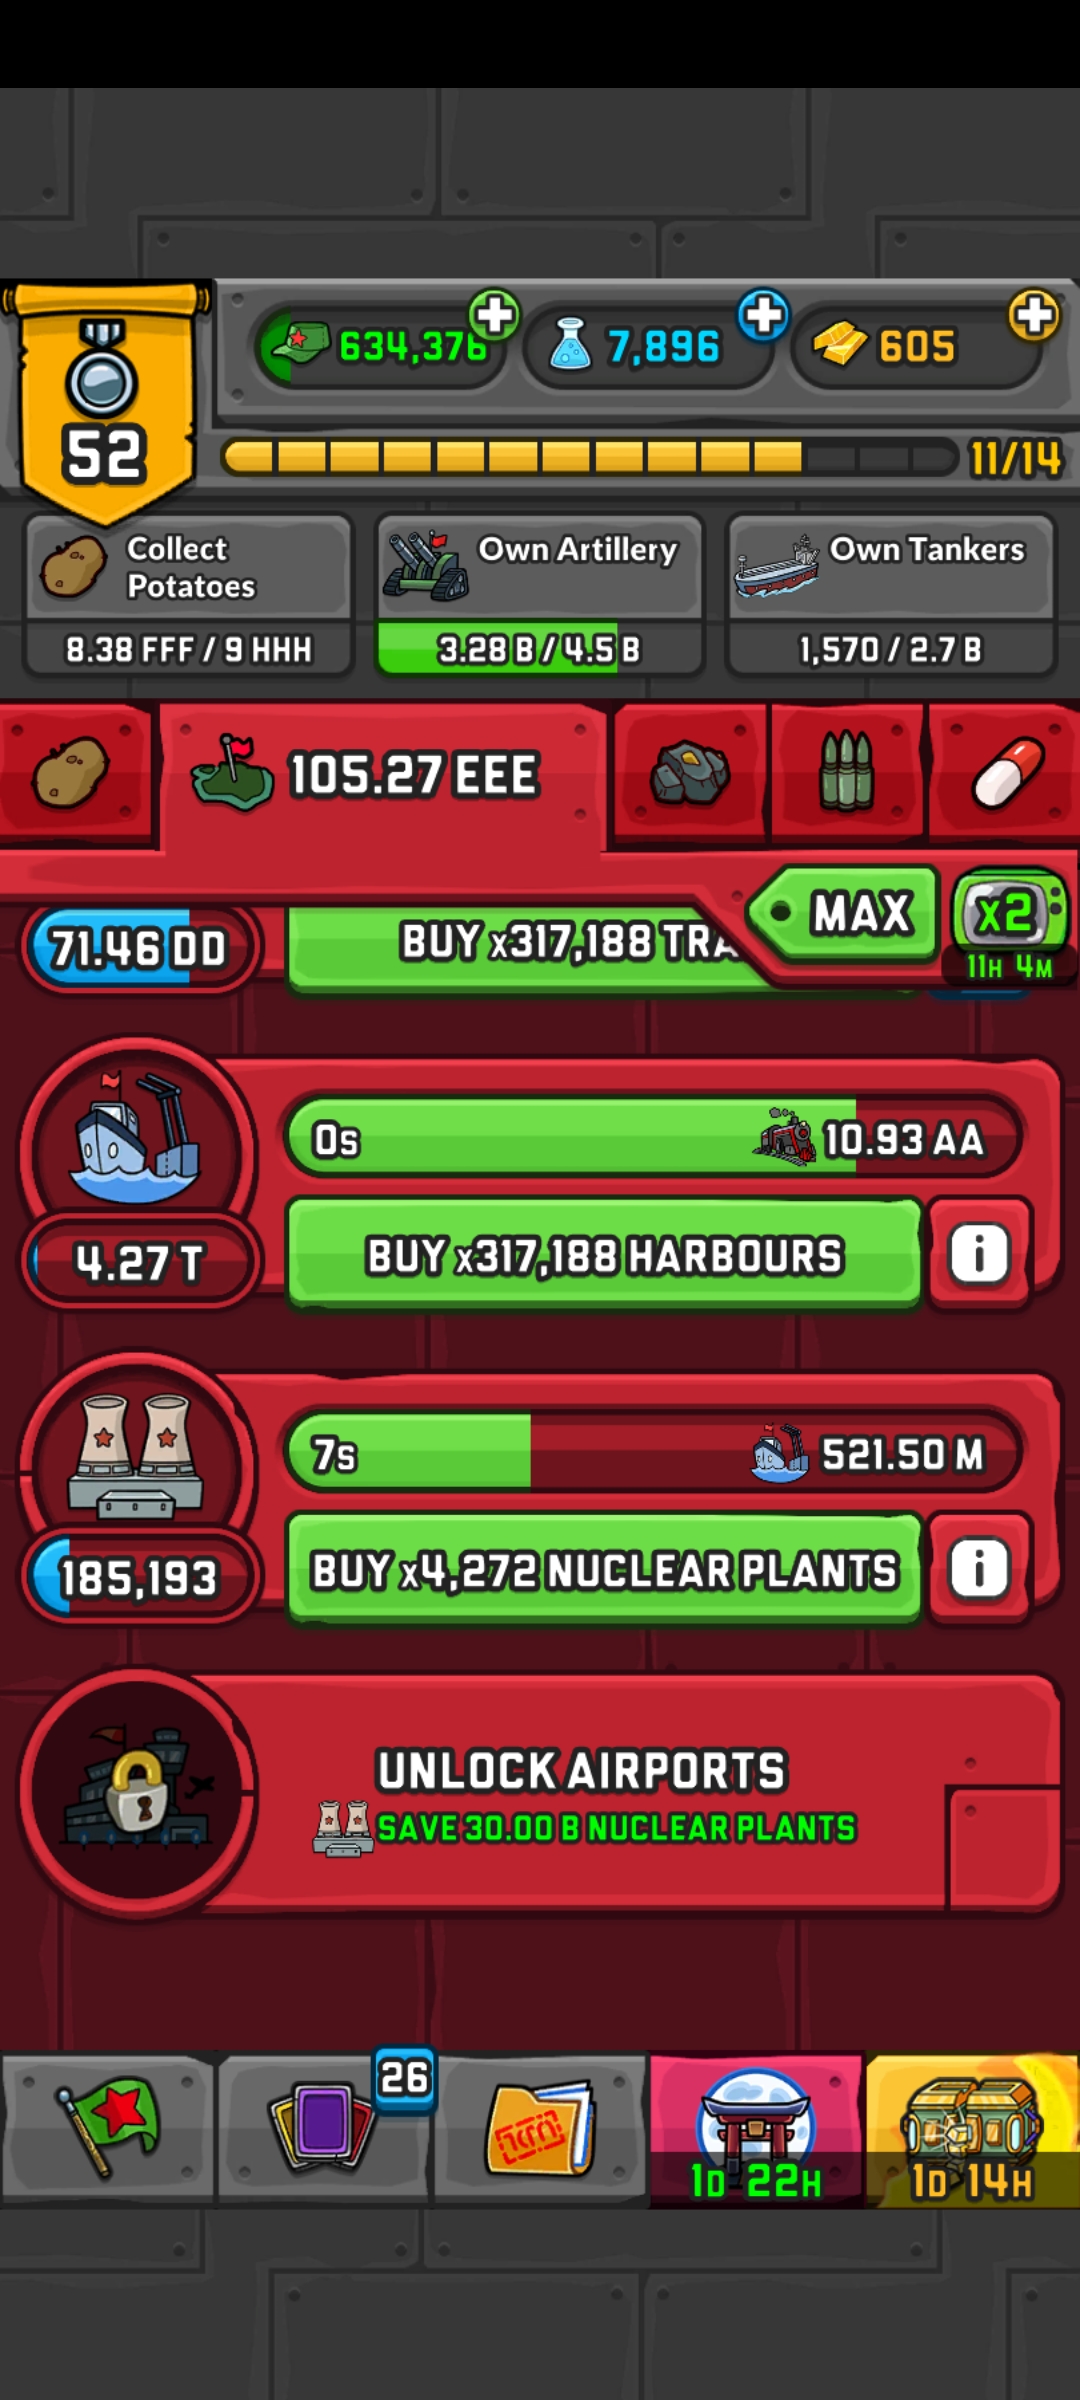 634,376
7,896
605
52
11/14
Collect
Potatoes
8.38 FFF / 9 HHH
Own Artillery
3.28 B / 4.5 B
Own Tankers
1,570 / 2.7 B
105.27 EEE
MAX
x2
11H 4M
71.46 DD
BUY x317,188 TRA
0s
10.93 AA
4.27 T
BUY x317,188 HARBOURS
i
7s
521.50 M
185,193
BUY x4,272 NUCLEAR PLANTS
i
UNLOCK AIRPORTS
SAVE 30.00 B NUCLEAR PLANTS
26
1D 22H
1D 14H